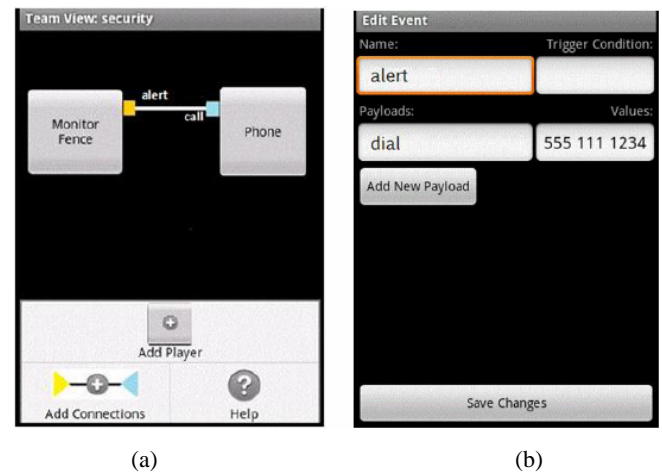 Team View: security
alert
call
Monitor
Fence
Phone
Add Player
Add Connections
Help
(a)
Edit Event
Name:
Trigger Condition:
alert
Payloads:
Values:
dial
555 111 1234
Add New Payload
Save Changes
(b)